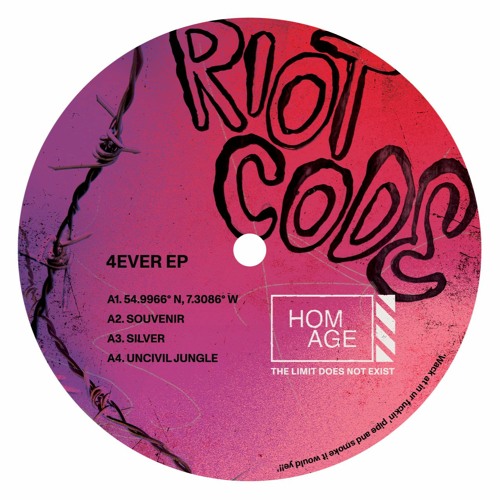 RIOT
CODE
4EVER EP
A1. 54.9966° N, 7.3086° W
A2. SOUVENIR
A3. SILVER
A4. UNCIVIL JUNGLE
HOM
AGE
THE LIMIT DOES NOT EXIST
'Wack at in ur fuckin' pipe and smoke it would ye!!'